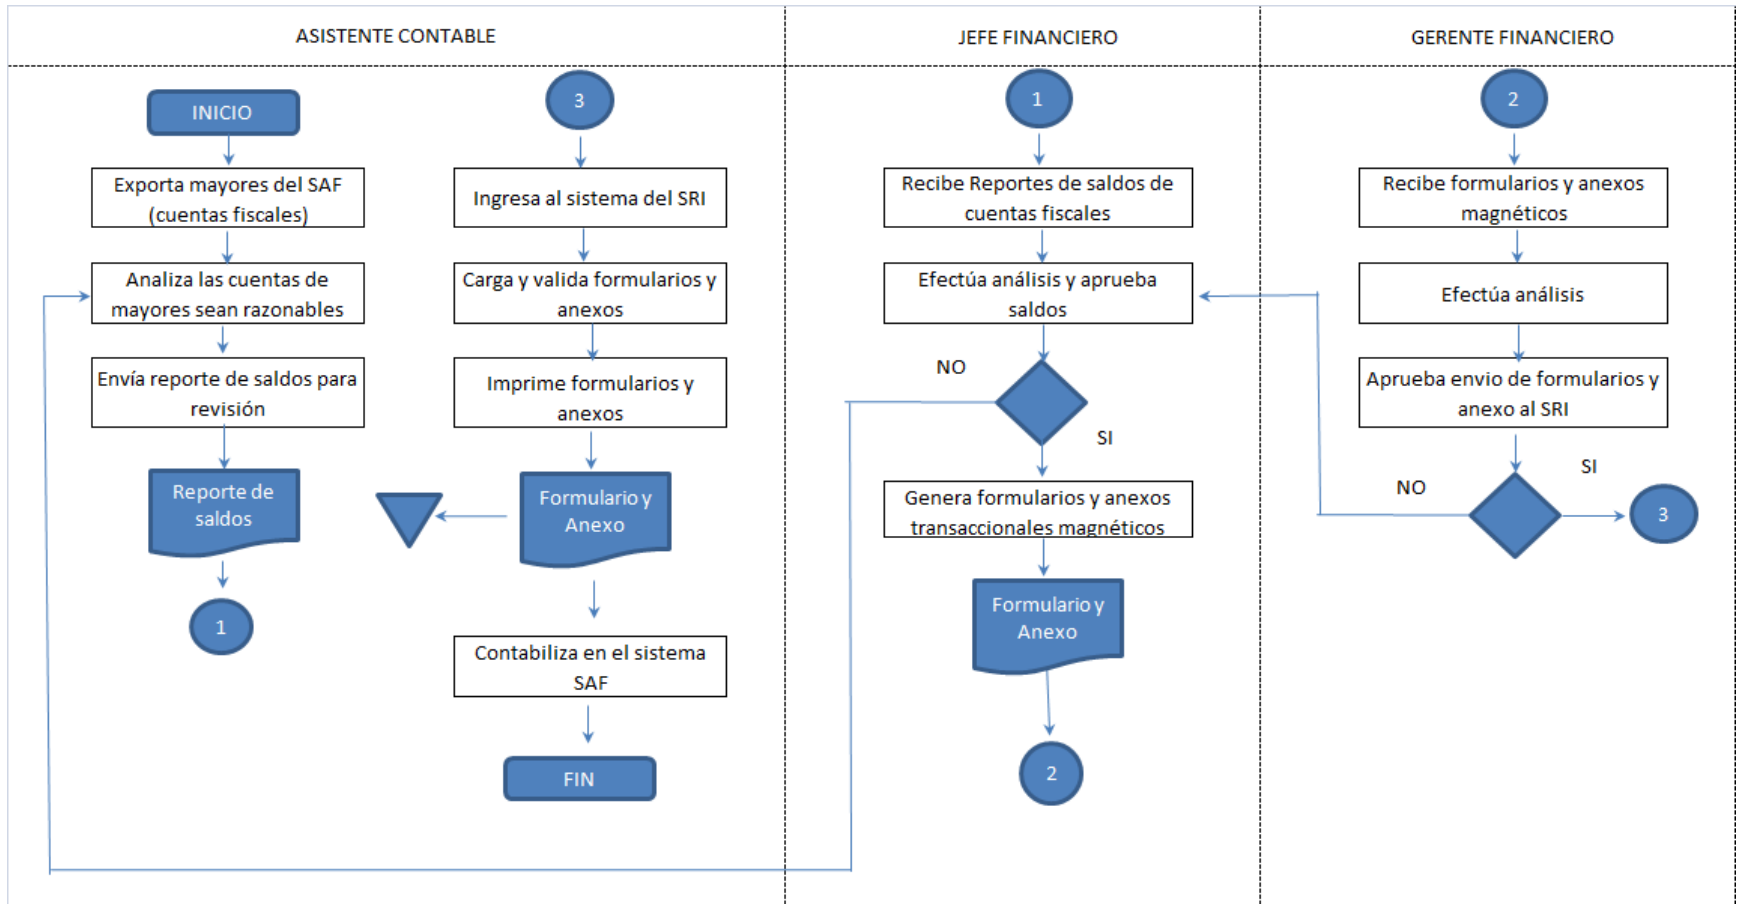 ASISTENTE CONTABLE
JEFE FINANCIERO
GERENTE FINANCIERO
INICIO
Exporta mayores del SAF
(cuentas fiscales)
Analiza las cuentas de
mayores sean razonables
Envía reporte de saldos para
revisión
Reporte de
saldos
1
3
Ingresa al sistema del SRI
Carga y valida formularios y
anexos
Imprime formularios y
anexos
Formulario y
Anexo
Contabiliza en el sistema
SAF
FIN
1
Recibe Reportes de saldos de
cuentas fiscales
Efectúa análisis y aprueba
saldos
NO
SI
Genera formularios y anexos
transaccionales magnéticos
Formulario y
Anexo
2
2
Recibe formularios y anexos
magnéticos
Efectúa análisis
Aprueba envio de formularios y
anexo al SRI
NO
SI
3